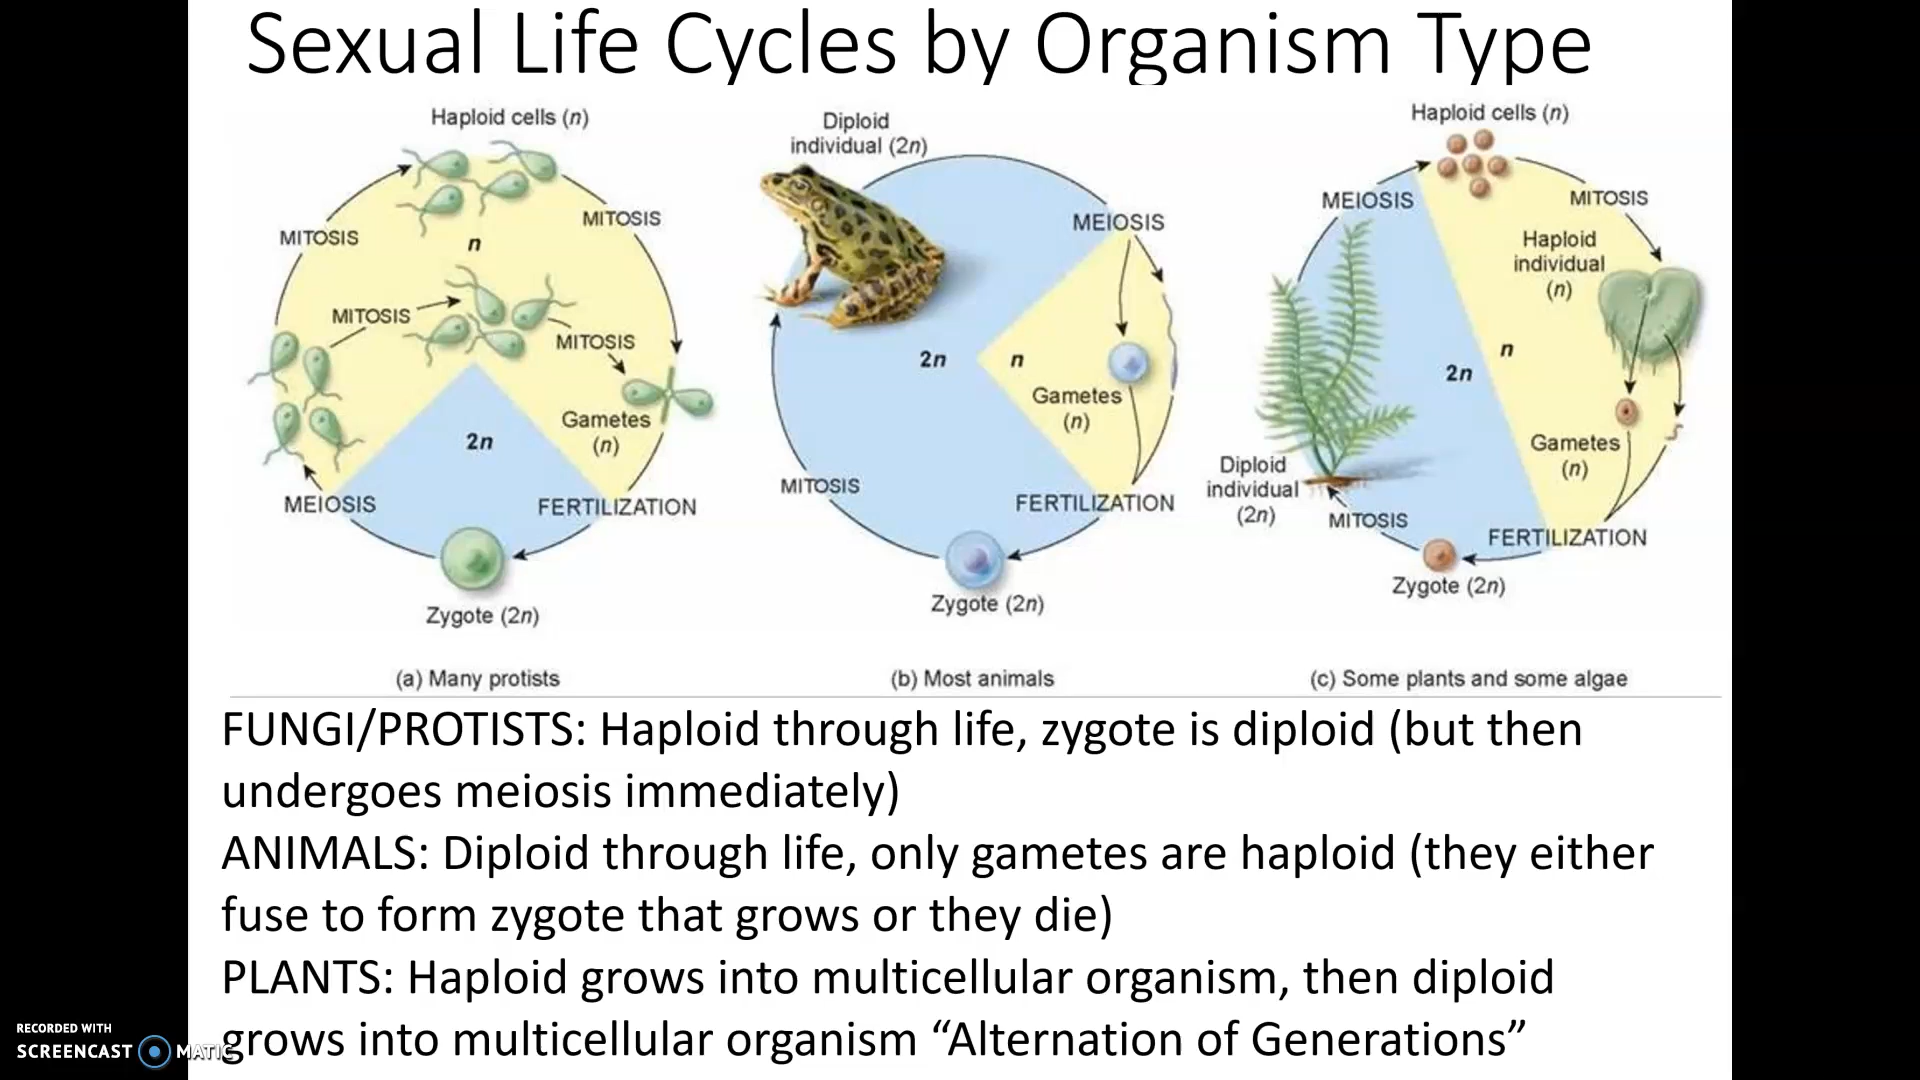 Sexual Life Cycles by Organism Type
Haploid cells (n)
MITOSIS
MITOSIS
n
MITOSIS
MITOSIS
Gametes
(n)
2n
MEIOSIS
FERTILIZATION
Zygote (2n)
(a) Many protists
Diploid
individual (2n)
MEIOSIS
2n
n
Gametes
(n)
MITOSIS
FERTILIZATION
Zygote (2n)
(b) Most animals
Haploid cells (n)
MEIOSIS
MITOSIS
Haploid
individual
(n)
n
2n
Gametes
(n)
Diploid
individual
(2n)
MITOSIS
FERTILIZATION
Zygote (2n)
(c) Some plants and some algae
FUNGI/PROTISTS: Haploid through life, zygote is diploid (but then
undergoes meiosis immediately)
ANIMALS: Diploid through life, only gametes are haploid (they either
fuse to form zygote that grows or they die)
PLANTS: Haploid grows into multicellular organism, then diploid
grows into multicellular organism “Alternation of Generations”
RECORDED WITH
SCREENCAST MATIC